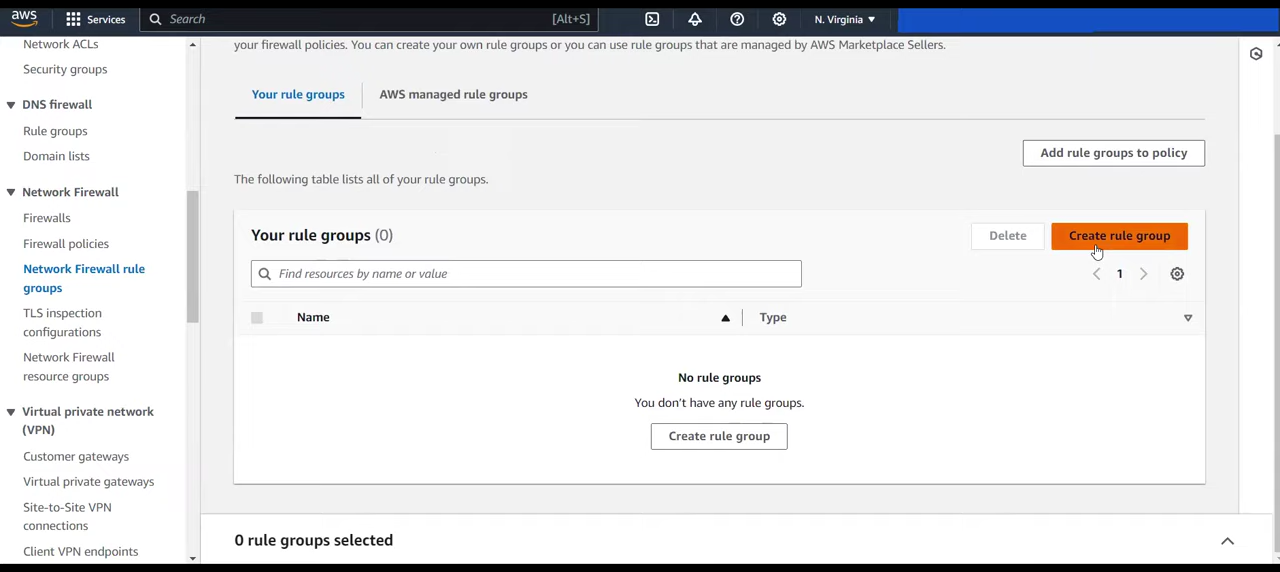 aws
Services
Search
[Alt+S]
N. Virginia
Network ACLs
Security groups
DNS firewall
Rule groups
Domain lists
Network Firewall
Firewalls
Firewall policies
Network Firewall rule
groups
TLS inspection
configurations
Network Firewall
resource groups
Virtual private network
(VPN)
Customer gateways
Virtual private gateways
Site-to-Site VPN
connections
Client VPN endpoints
your firewall policies. You can create your own rule groups or you can use rule groups that are managed by AWS Marketplace Sellers.
Your rule groups
AWS managed rule groups
Add rule groups to policy
The following table lists all of your rule groups.
Your rule groups (0)
Delete
Create rule group
Find resources by name or value
1
Name
Type
No rule groups
You don't have any rule groups.
Create rule group
0 rule groups selected